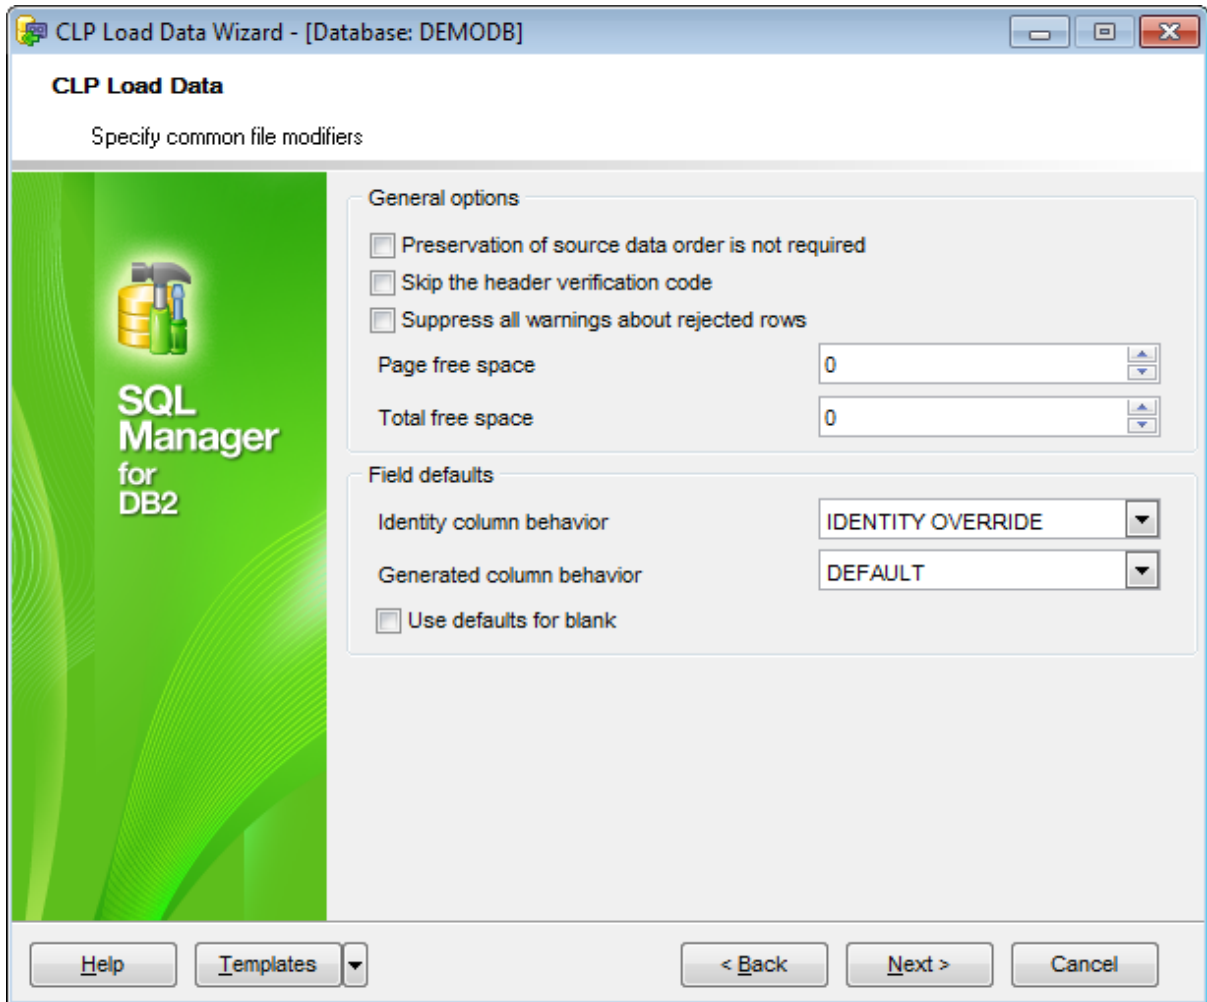 CLP Load Data Wizard - [Database: DEMODB]
CLP Load Data
Specify common file modifiers
SQL
Manager
for
DB2
General options
Preservation of source data order is not required
Skip the header verification code
Suppress all warnings about rejected rows
Page free space 0
Total free space 0
Field defaults
Identity column behavior IDENTITY OVERRIDE
Generated column behavior DEFAULT
Use defaults for blank
Help Templates < Back Next > Cancel